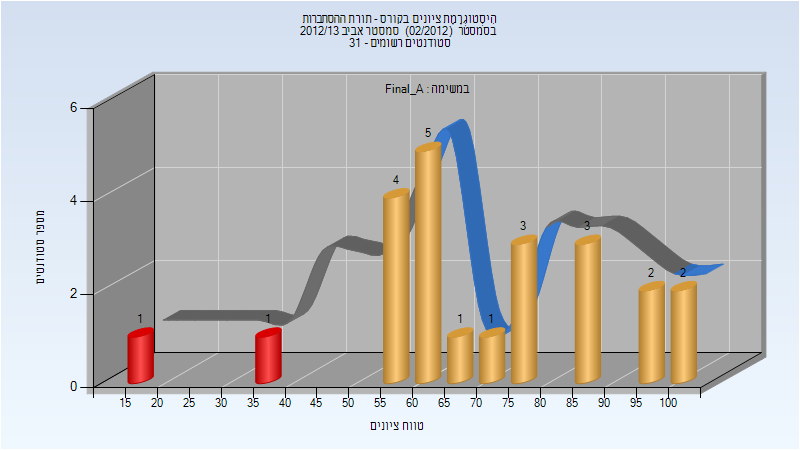 היסטוגרמת ציונים בקורס - תורת ההסתברות
בסמסטר (02/2012) סמסטר אביב 2012/13
סטודנטים רשומים - 31
במשימה : Final_A
מספר סטודנטים
6
4
2
0
1
1
4
5
1
1
3
3
2
2
15 20 25 30 35 40 45 50 55 60 65 70 75 80 85 90 95 100
טווח ציונים